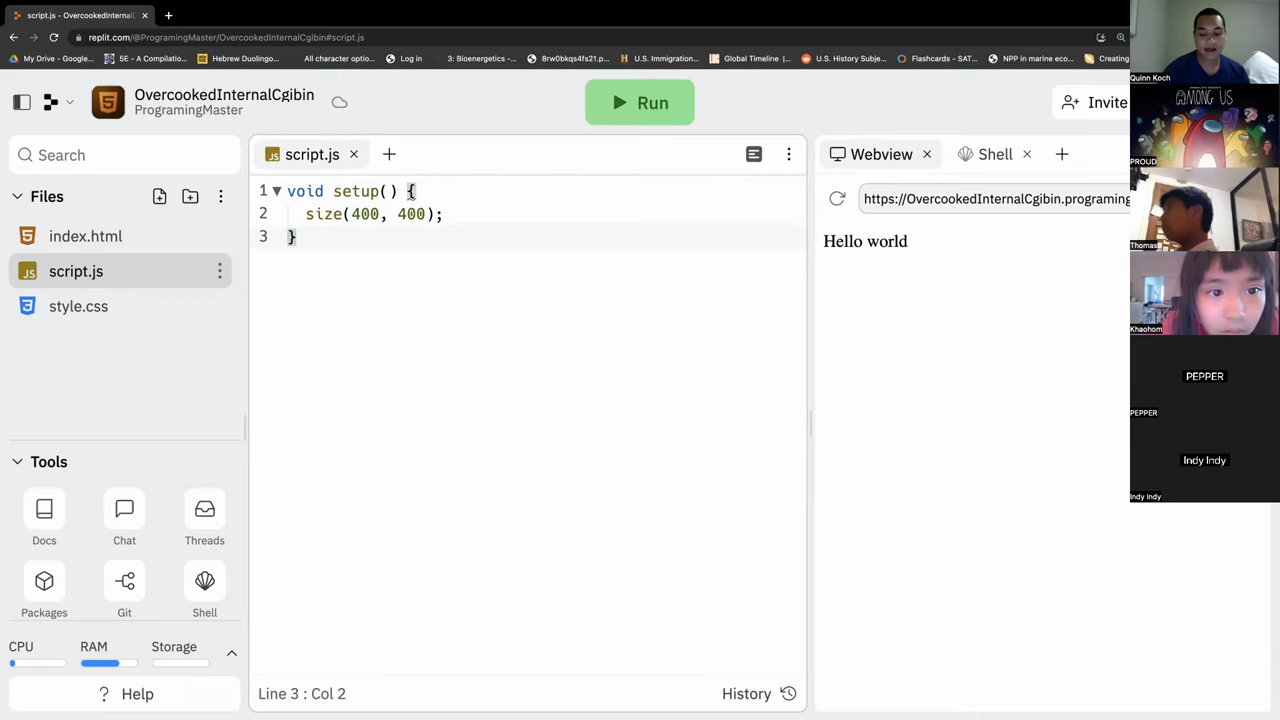 script.js - OvercookedInternalC
replit.com/@ProgramingMaster/OvercookedInternalCgibin#script.js
My Drive - Google...
5E - A Compilatio...
Hebrew Duolingo...
All character option...
Log in
3: Bioenergetics -...
8rw0bkqs4fs21.p...
U.S. Immigration...
Global Timeline |...
U.S. History Subje...
Flashcards - SAT...
NPP in marine eco...
Creating
OvercookedInternalCgibin
ProgramingMaster
Run
Invite
Search
script.js
Webview
Shell
Files
1 void setup() {
2 size(400, 400);
3 }
https://OvercookedInternalCgibin.programing
Hello world
index.html
script.js
style.css
Tools
Docs
Chat
Threads
Packages
Git
Shell
CPU
RAM
Storage
Help
Line 3 : Col 2
History
Quinn Koch
AMONG US
PROUD
Thomas
Khaohom
PEPPER
PEPPER
Indy Indy
Indy Indy